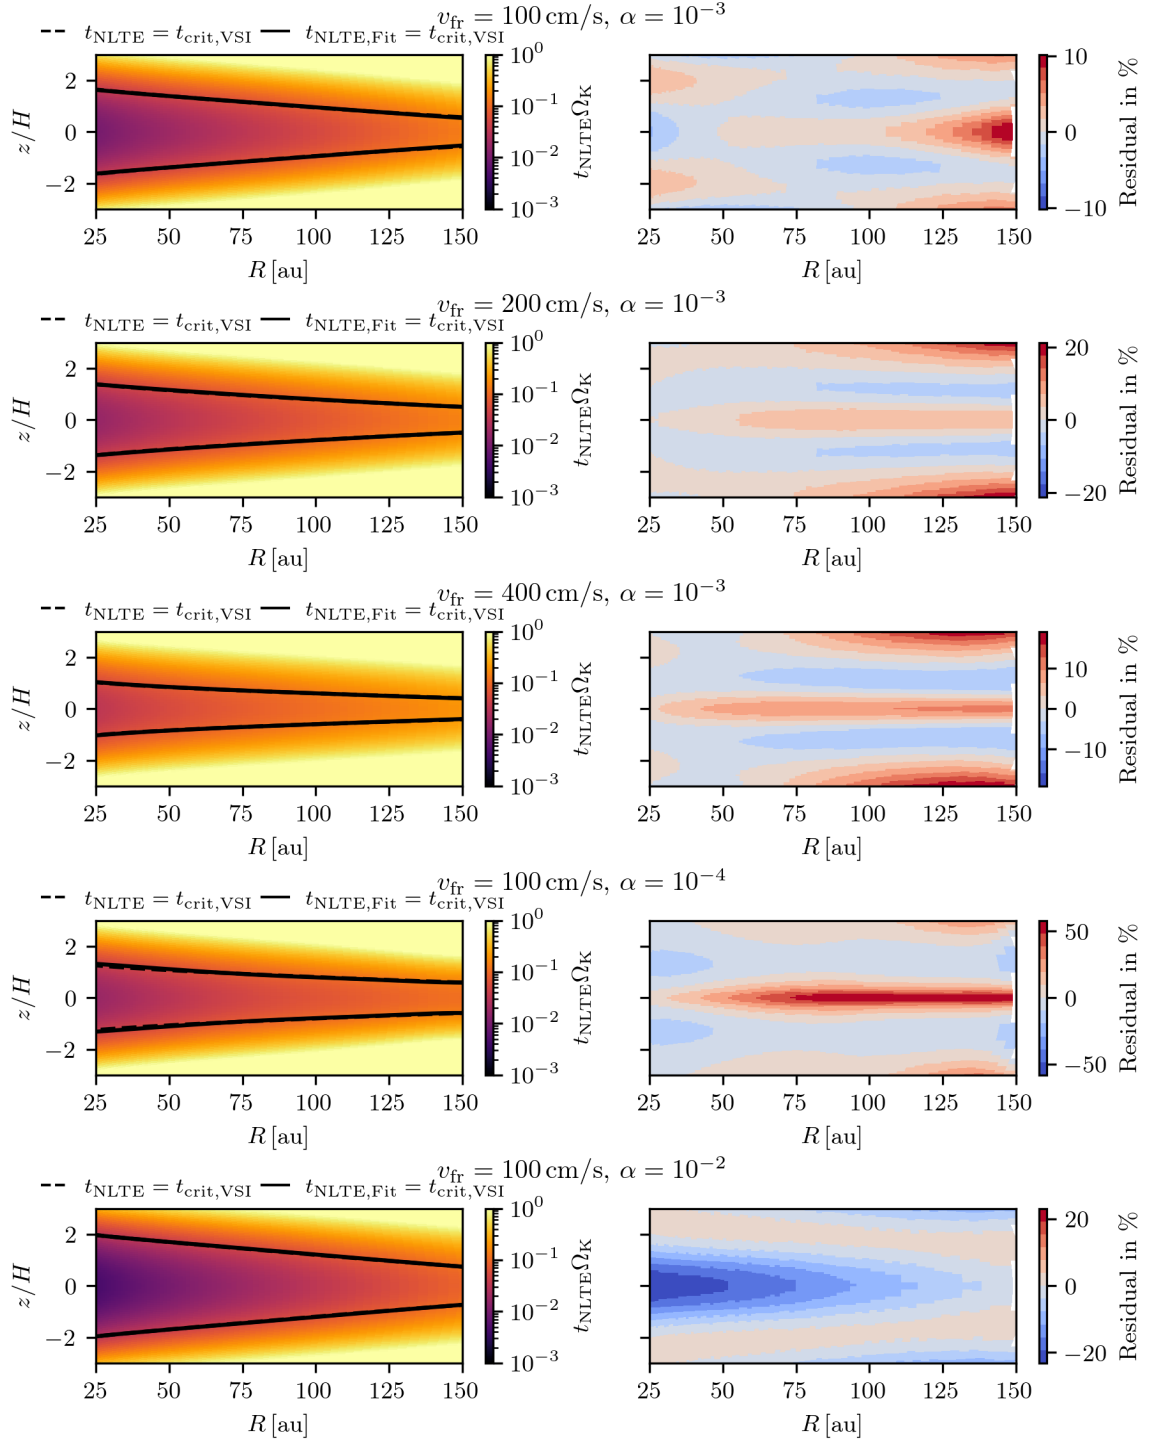 v_fr = 100 cm/s, α = 10^−3
t_NLTE = t_crit,VSI t_NLTE,Fit = t_crit,VSI
z/H
2
0
−2
25 50 75 100 125 150
R [au]
10^0
10^−1
10^−2
10^−3
t_NLTE Ω_K
25 50 75 100 125 150
R [au]
10
0
−10
Residual in %
v_fr = 200 cm/s, α = 10^−3
t_NLTE = t_crit,VSI t_NLTE,Fit = t_crit,VSI
z/H
2
0
−2
25 50 75 100 125 150
R [au]
10^0
10^−1
10^−2
10^−3
t_NLTE Ω_K
25 50 75 100 125 150
R [au]
20
0
−20
Residual in %
v_fr = 400 cm/s, α = 10^−3
t_NLTE = t_crit,VSI t_NLTE,Fit = t_crit,VSI
z/H
2
0
−2
25 50 75 100 125 150
R [au]
10^0
10^−1
10^−2
10^−3
t_NLTE Ω_K
25 50 75 100 125 150
R [au]
10
0
−10
Residual in %
v_fr = 100 cm/s, α = 10^−4
t_NLTE = t_crit,VSI t_NLTE,Fit = t_crit,VSI
z/H
2
0
−2
25 50 75 100 125 150
R [au]
10^0
10^−1
10^−2
10^−3
t_NLTE Ω_K
25 50 75 100 125 150
R [au]
50
0
−50
Residual in %
v_fr = 100 cm/s, α = 10^−2
t_NLTE = t_crit,VSI t_NLTE,Fit = t_crit,VSI
z/H
2
0
−2
25 50 75 100 125 150
R [au]
10^0
10^−1
10^−2
10^−3
t_NLTE Ω_K
25 50 75 100 125 150
R [au]
20
0
−20
Residual in %